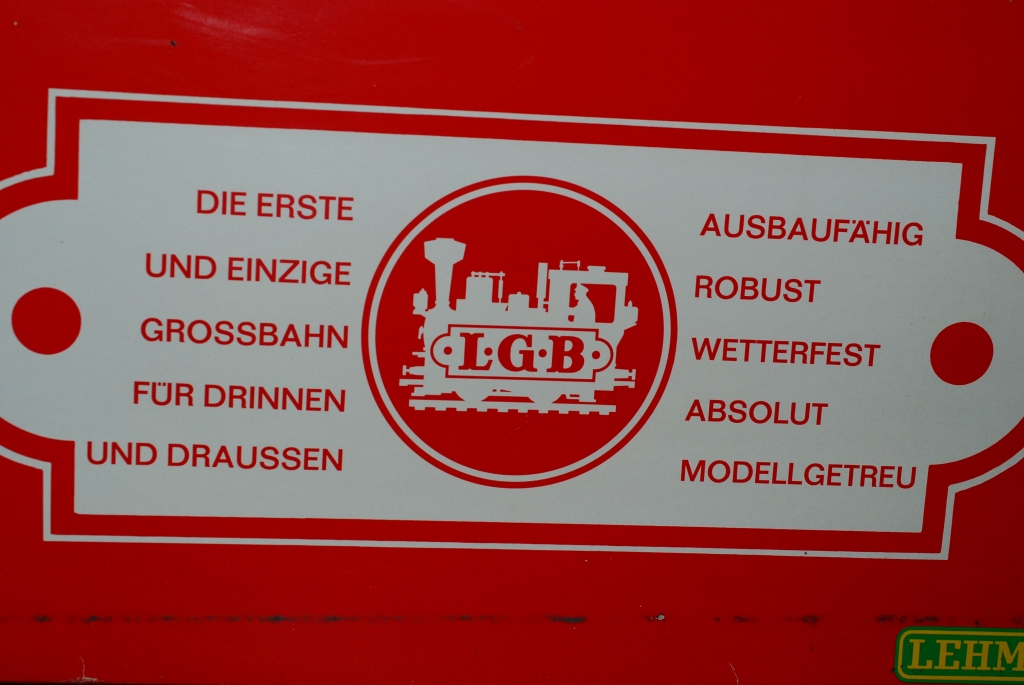 DIE ERSTE
UND EINZIGE
GROSSBAHN
FÜR DRINNEN
UND DRAUSSEN
L·G·B
AUSBAUFÄHIG
ROBUST
WETTERFEST
ABSOLUT
MODELLGETREU
LEHM